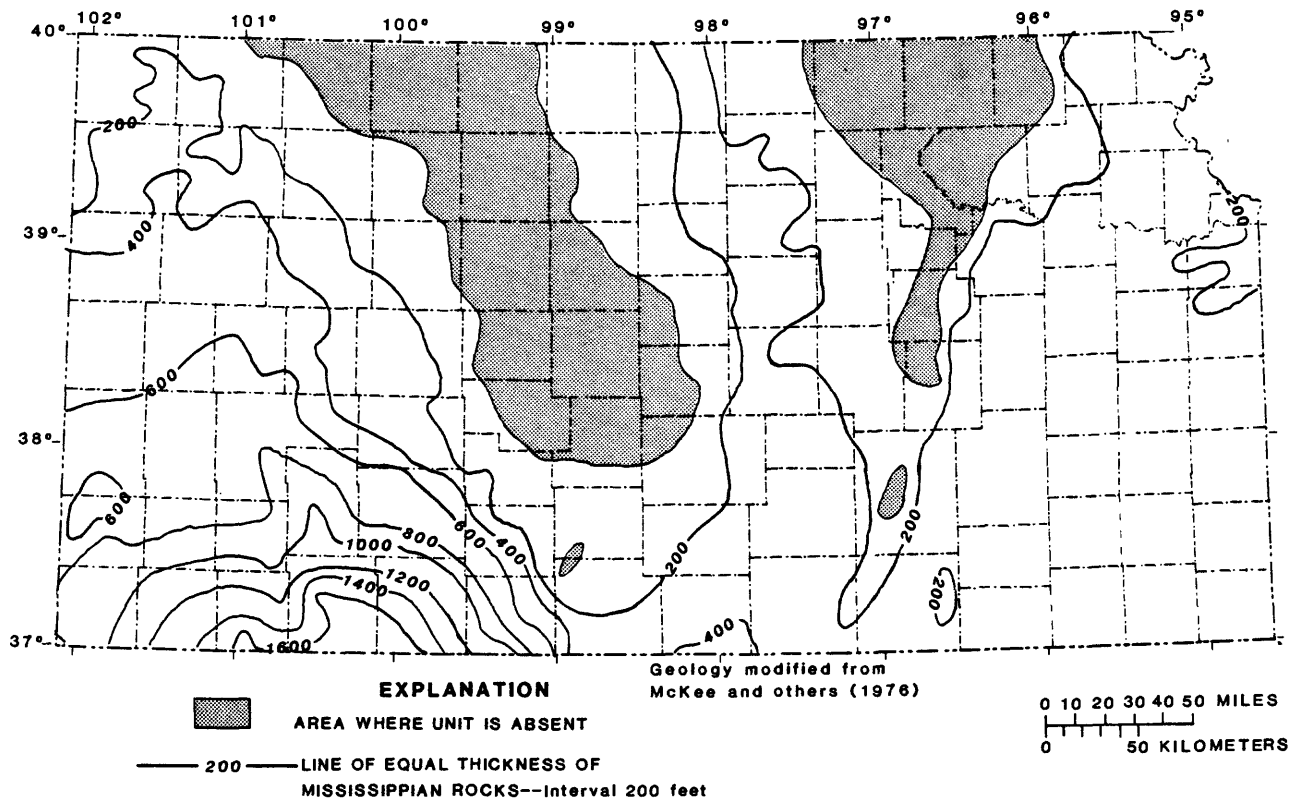 102° 101° 100° 99° 98° 97° 96° 95°
40°
200
400
200
39°
600
38°
600
800
600
400
1000
1200
1400
1600
200
200
200
400
37°
Geology modified from
McKee and others (1976)
EXPLANATION
AREA WHERE UNIT IS ABSENT
200 LINE OF EQUAL THICKNESS OF
MISSISSIPPIAN ROCKS--Interval 200 feet
0 10 20 30 40 50 MILES
0 50 KILOMETERS